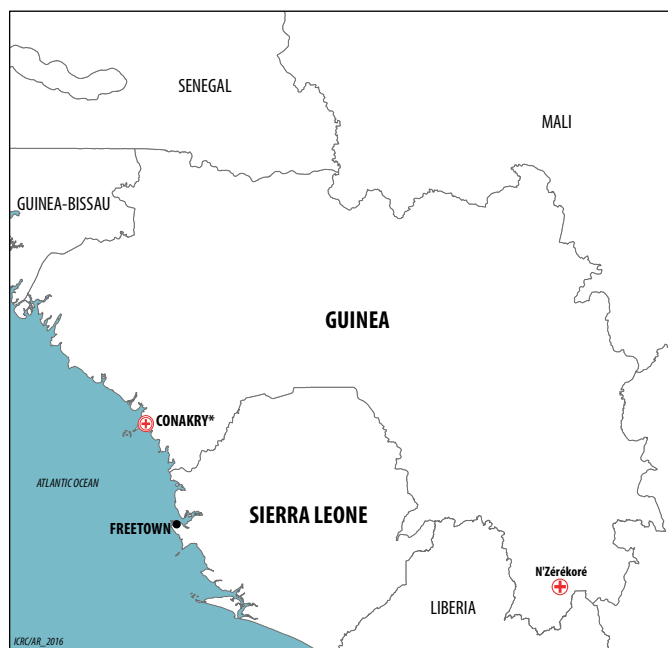 SENEGAL
MALI
GUINEA-BISSAU
GUINEA
CONAKRY*
ATLANTIC OCEAN
SIERRA LEONE
FREETOWN
N'Zérékoré
LIBERIA
ICRC/AR_2016